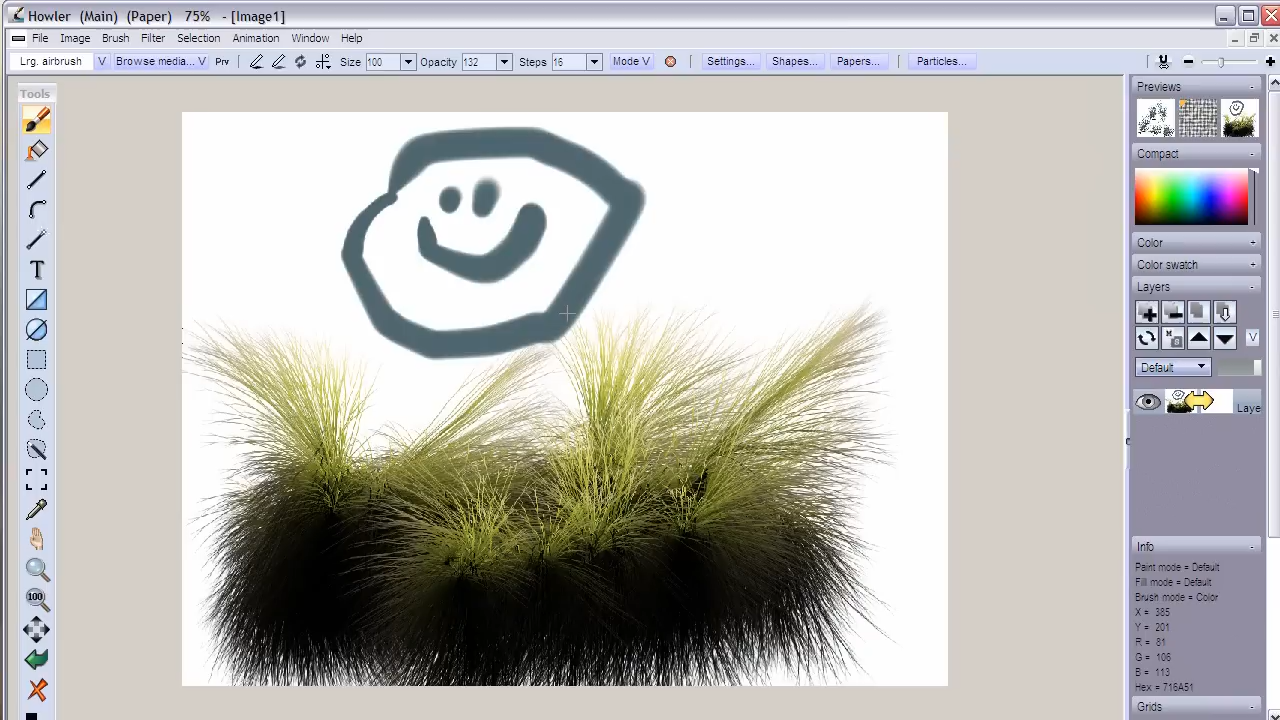 Howler (Main) (Paper) 75% - [Image1]
File Image Brush Filter Selection Animation Window Help
Lrg. airbrush V Browse media... V Prv Size 100 Opacity 132 Steps 16 Mode V Settings... Shapes... Papers... Particles...
Tools
T
100
Previews -
Compact -
Color +
Color swatch +
Layers -
V
Default
Laye
Info -
Paint mode = Default
Fill mode = Default
Brush mode = Color
X = 385
Y = 201
R = 81
G = 106
B = 113
Hex = 716A51
Grids -